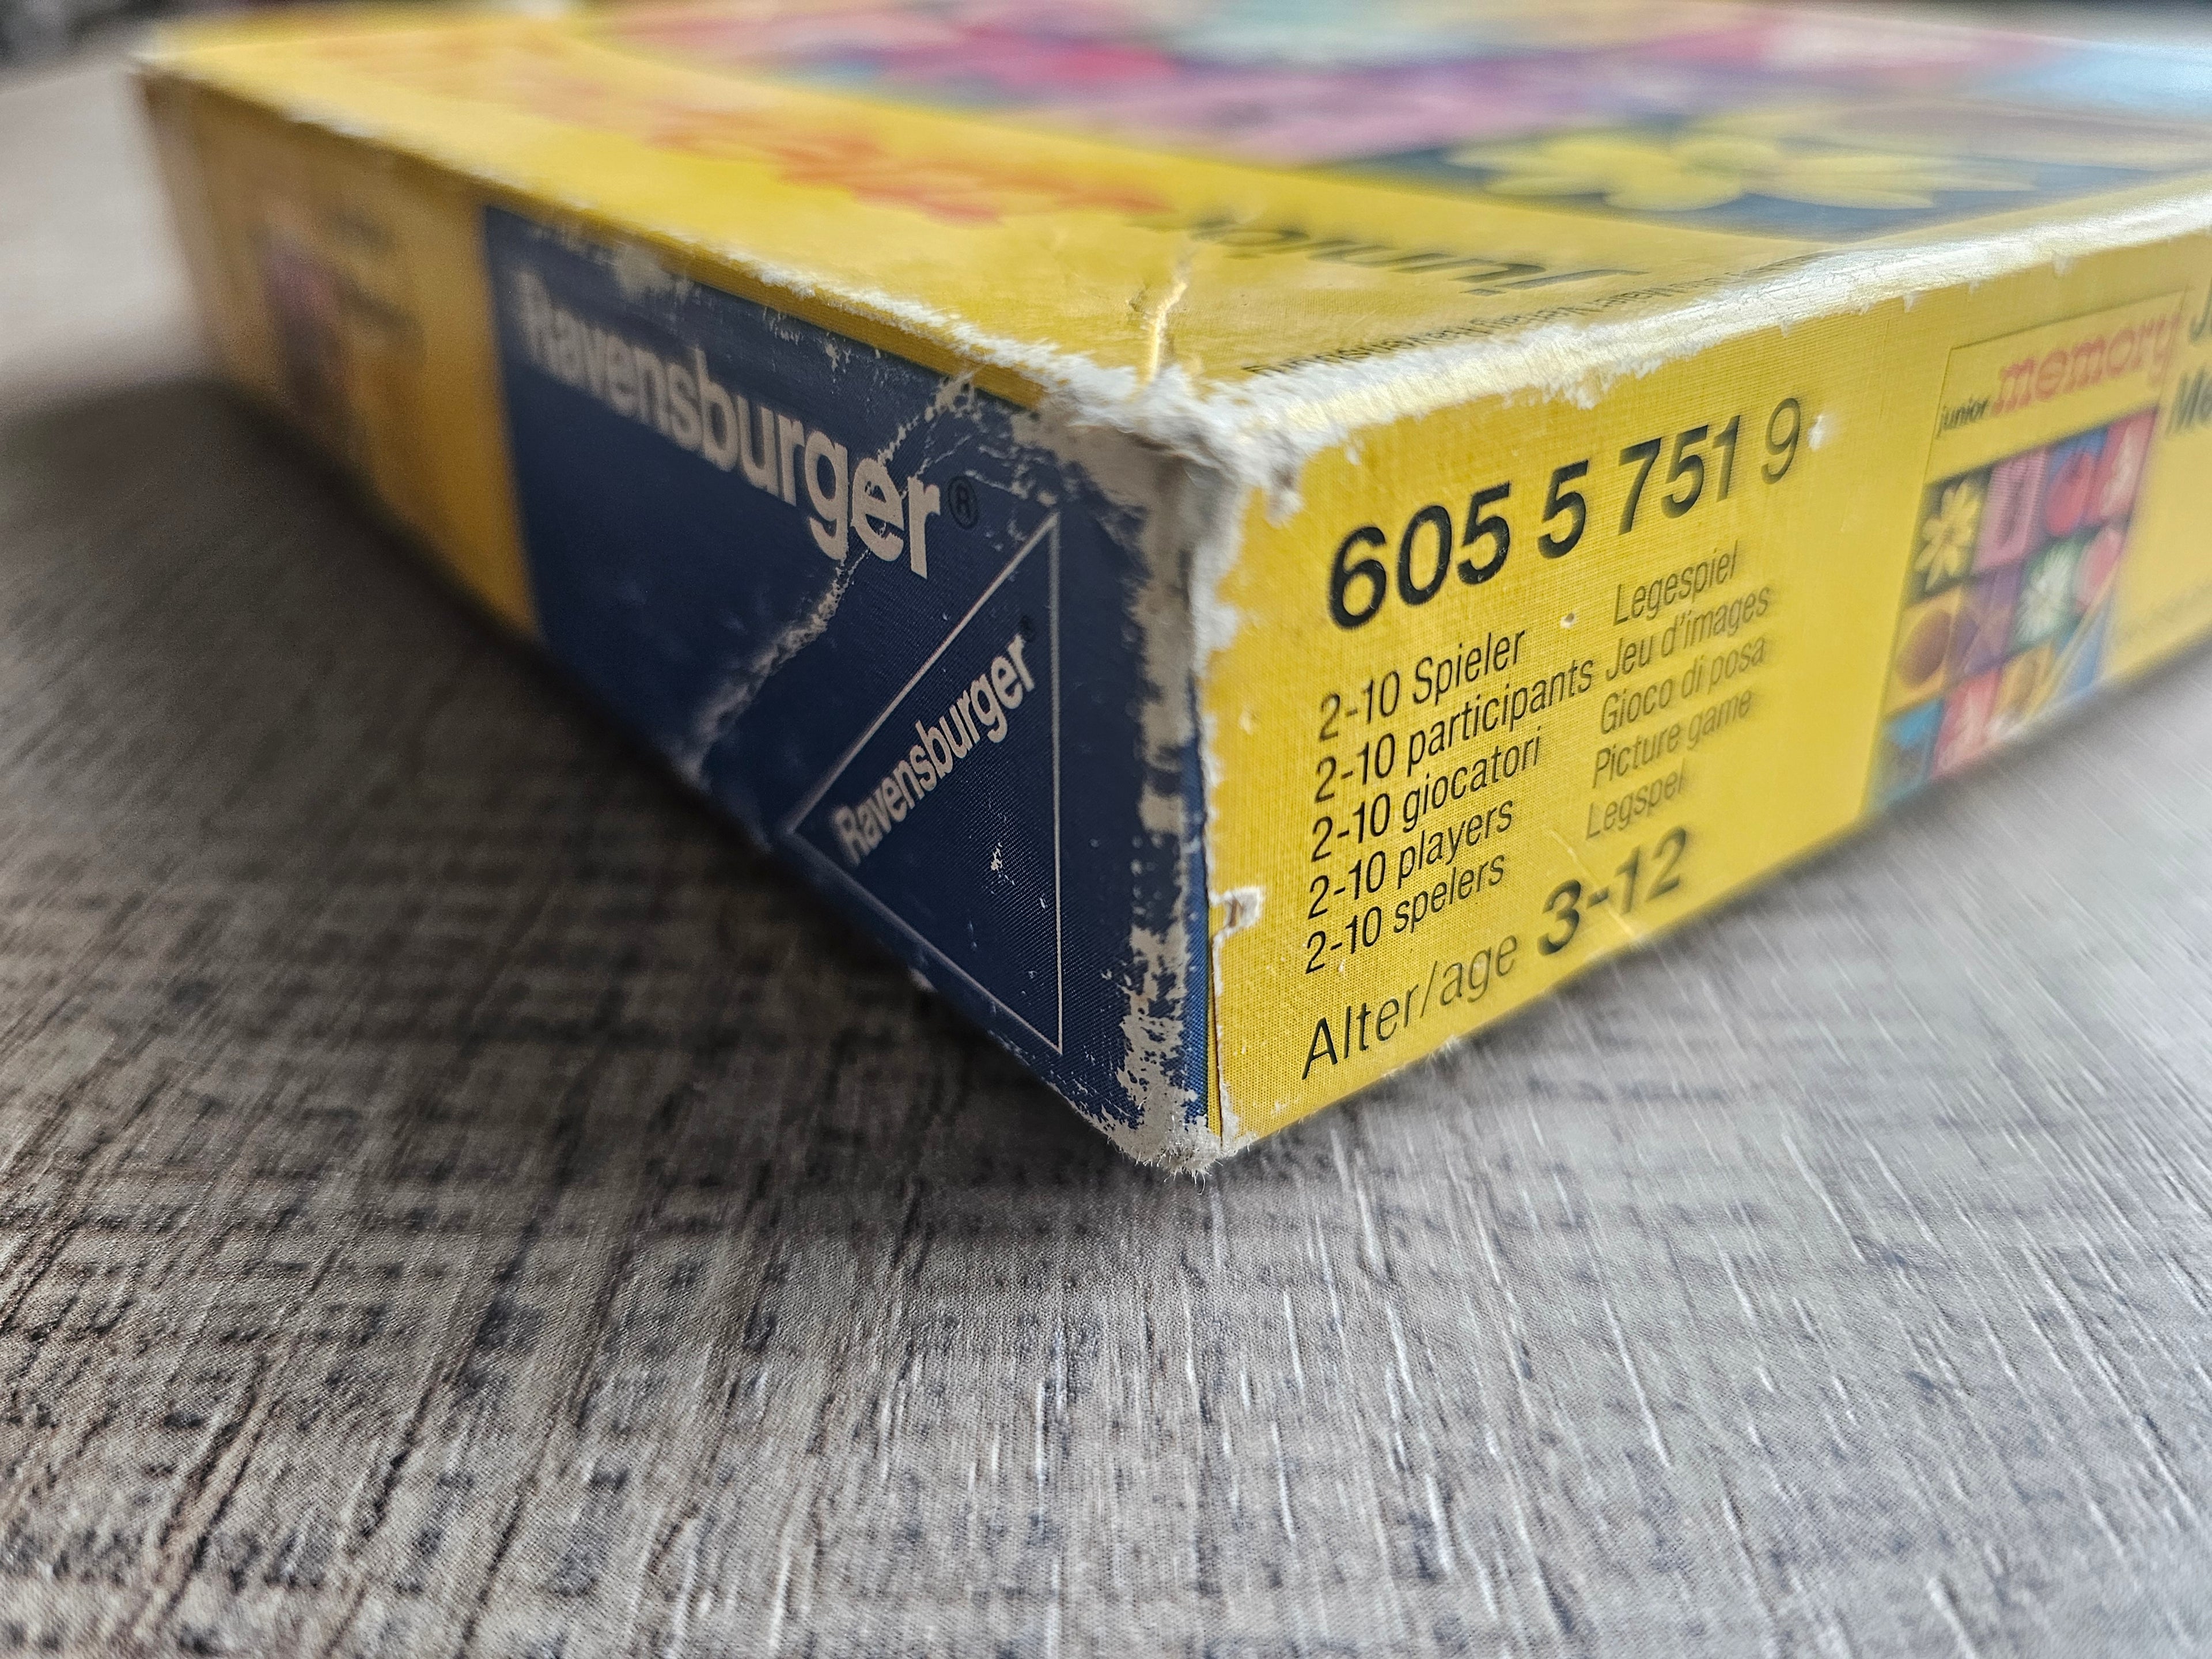 Junior
Ravensburger®
Ravensburger®
605 5 751 9
2-10 Spieler
2-10 participants
2-10 giocatori
2-10 players
2-10 spelers
Legespiel
Jeu d'images
Gioco di posa
Picture game
Legspel
Alter/age 3-12
junior memory